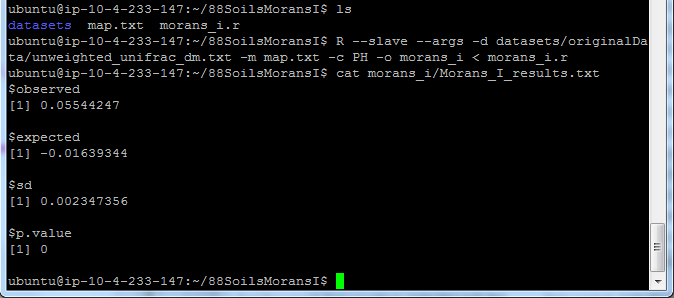 ubuntu@ip-10-4-233-147:~/88SoilsMoransI$ ls
datasets  map.txt  morans_i.r
ubuntu@ip-10-4-233-147:~/88SoilsMoransI$ R --slave --args -d datasets/originalDa
ta/unweighted_unifrac_dm.txt -m map.txt -c PH -o morans_i < morans_i.r
ubuntu@ip-10-4-233-147:~/88SoilsMoransI$ cat morans_i/Morans_I_results.txt
$observed
[1] 0.05544247
$expected
[1] -0.01639344
$sd
[1] 0.002347356
$p.value
[1] 0
ubuntu@ip-10-4-233-147:~/88SoilsMoransI$